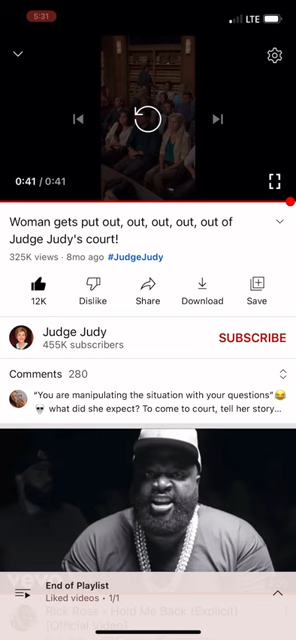 5:31
LTE
0:41 / 0:41
Woman gets put out, out, out, out, out of
Judge Judy's court!
325K views · 8mo ago #JudgeJudy
12K
Dislike
Share
Download
Save
Judge Judy
455K subscribers
SUBSCRIBE
Comments 280
"You are manipulating the situation with your questions"😂
💀 what did she expect? To come to court, tell her story...
vevo
End of Playlist
Liked videos • 1/1
Rick Ross - Hold Me Back (Explicit)
[Official Video]